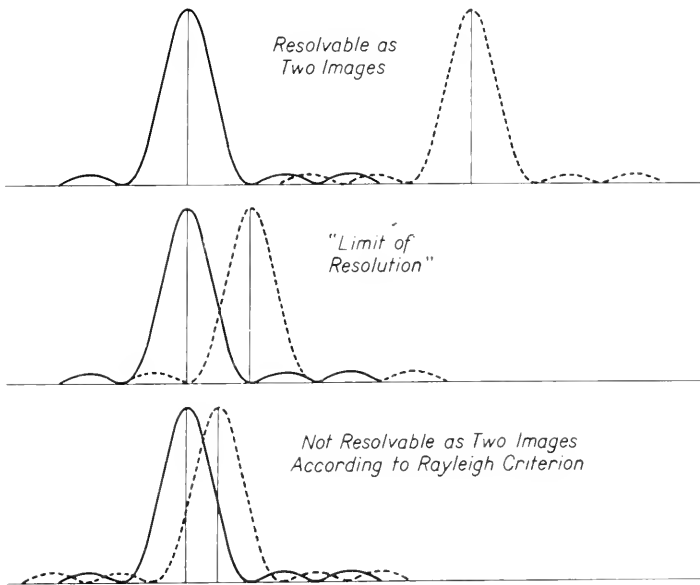 Resolvable as
Two Images
"Limit of
Resolution"
Not Resolvable as Two Images
According to Rayleigh Criterion